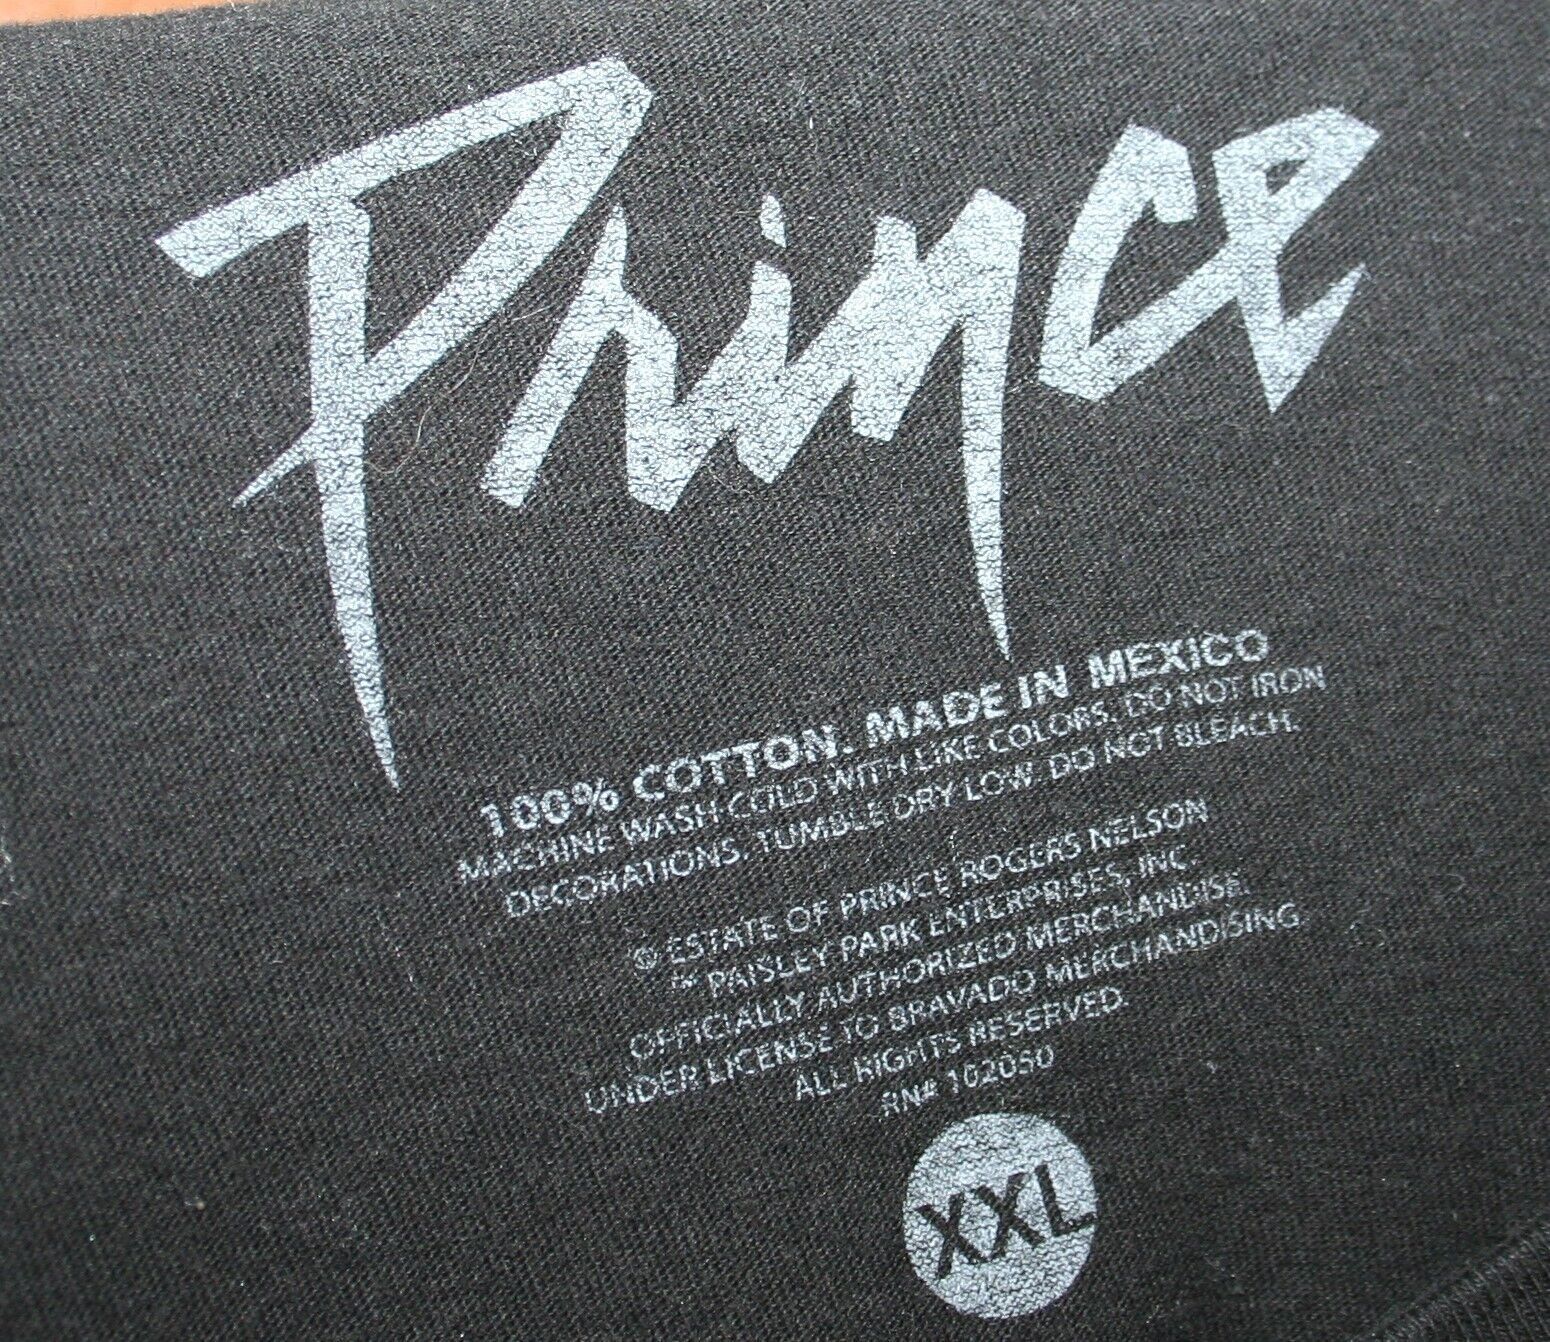 Prince
100% COTTON. MADE IN MEXICO
MACHINE WASH COLD WITH LIKE COLORS. DO NOT IRON
DECORATIONS. TUMBLE DRY LOW. DO NOT BLEACH.
© ESTATE OF PRINCE ROGERS NELSON
™ PAISLEY PARK ENTERPRISES, INC.
OFFICIALLY AUTHORIZED MERCHANDISE.
UNDER LICENSE TO BRAVADO MERCHANDISING
ALL RIGHTS RESERVED.
RN# 102050
XXL